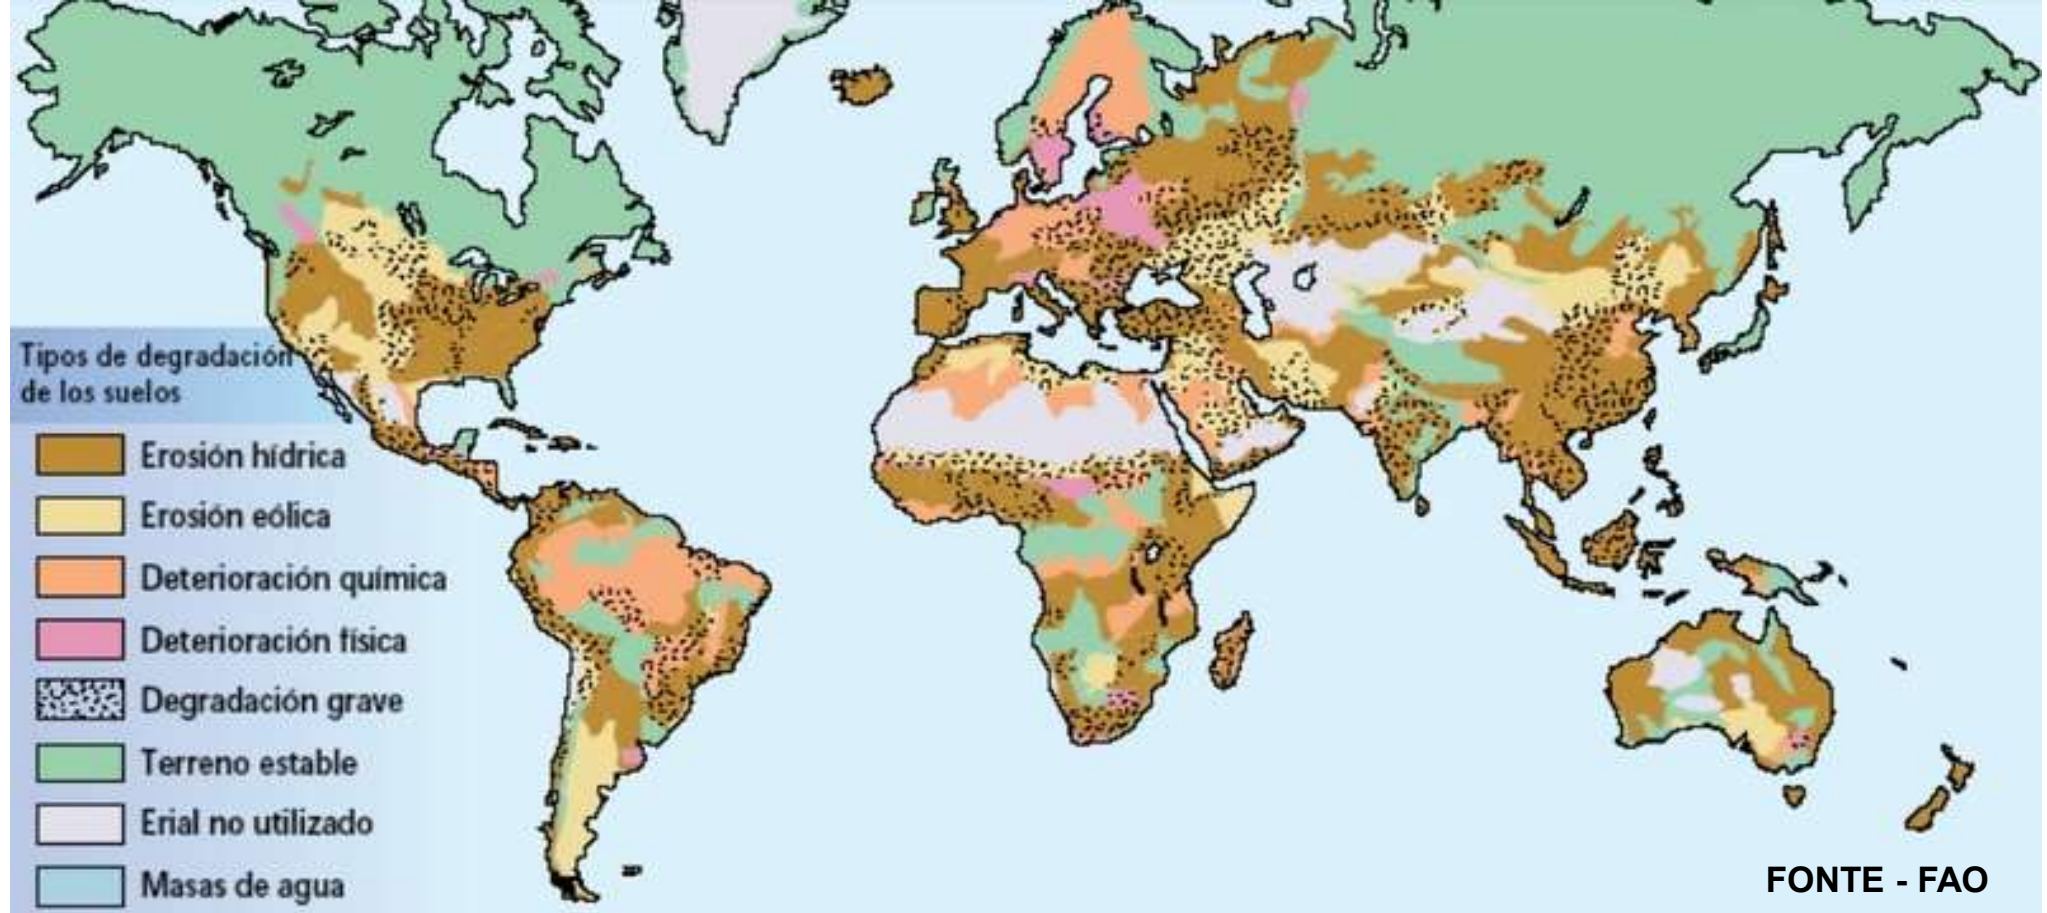 Tipos de degradación
de los suelos
Erosión hídrica
Erosión eólica
Deterioración química
Deterioración física
Degradación grave
Terreno estable
Erial no utilizado
Masas de agua
FONTE - FAO